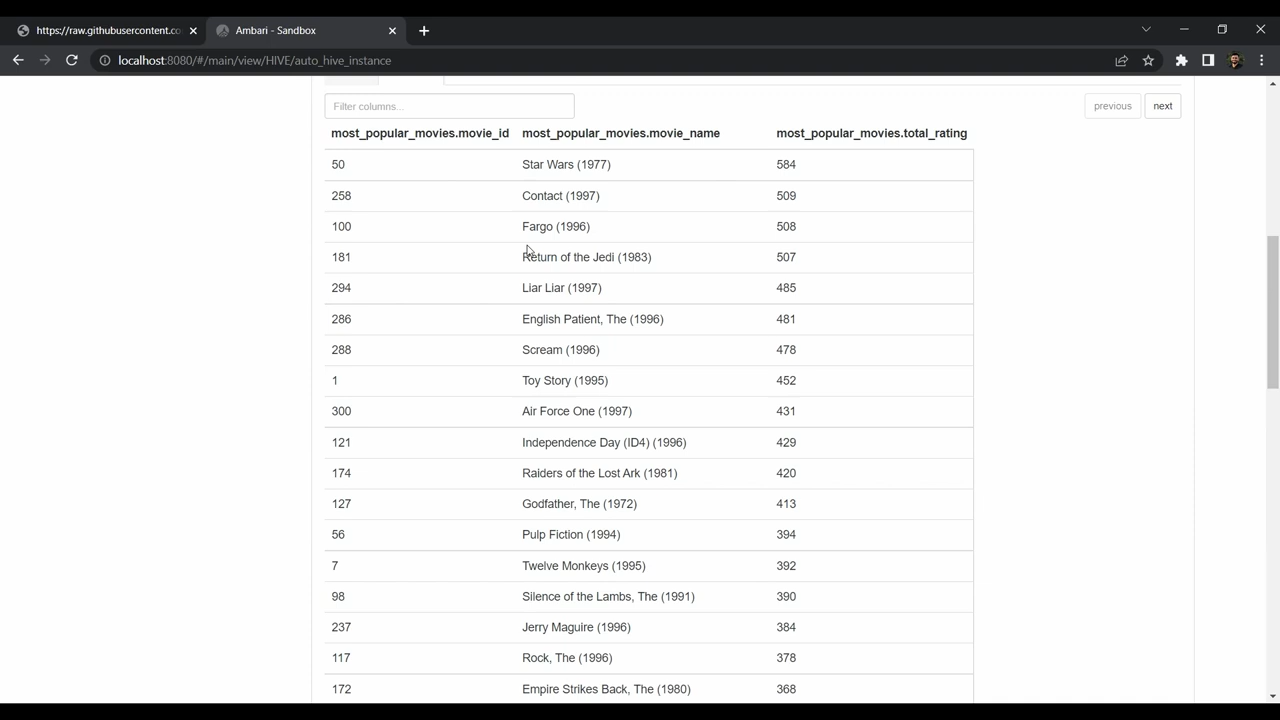 https://raw.githubusercontent.co
Ambari - Sandbox
localhost:8080/#/main/view/HIVE/auto_hive_instance
Filter columns...
previous
next
most_popular_movies.movie_id most_popular_movies.movie_name most_popular_movies.total_rating
50 Star Wars (1977) 584
258 Contact (1997) 509
100 Fargo (1996) 508
181 Return of the Jedi (1983) 507
294 Liar Liar (1997) 485
286 English Patient, The (1996) 481
288 Scream (1996) 478
1 Toy Story (1995) 452
300 Air Force One (1997) 431
121 Independence Day (ID4) (1996) 429
174 Raiders of the Lost Ark (1981) 420
127 Godfather, The (1972) 413
56 Pulp Fiction (1994) 394
7 Twelve Monkeys (1995) 392
98 Silence of the Lambs, The (1991) 390
237 Jerry Maguire (1996) 384
117 Rock, The (1996) 378
172 Empire Strikes Back, The (1980) 368